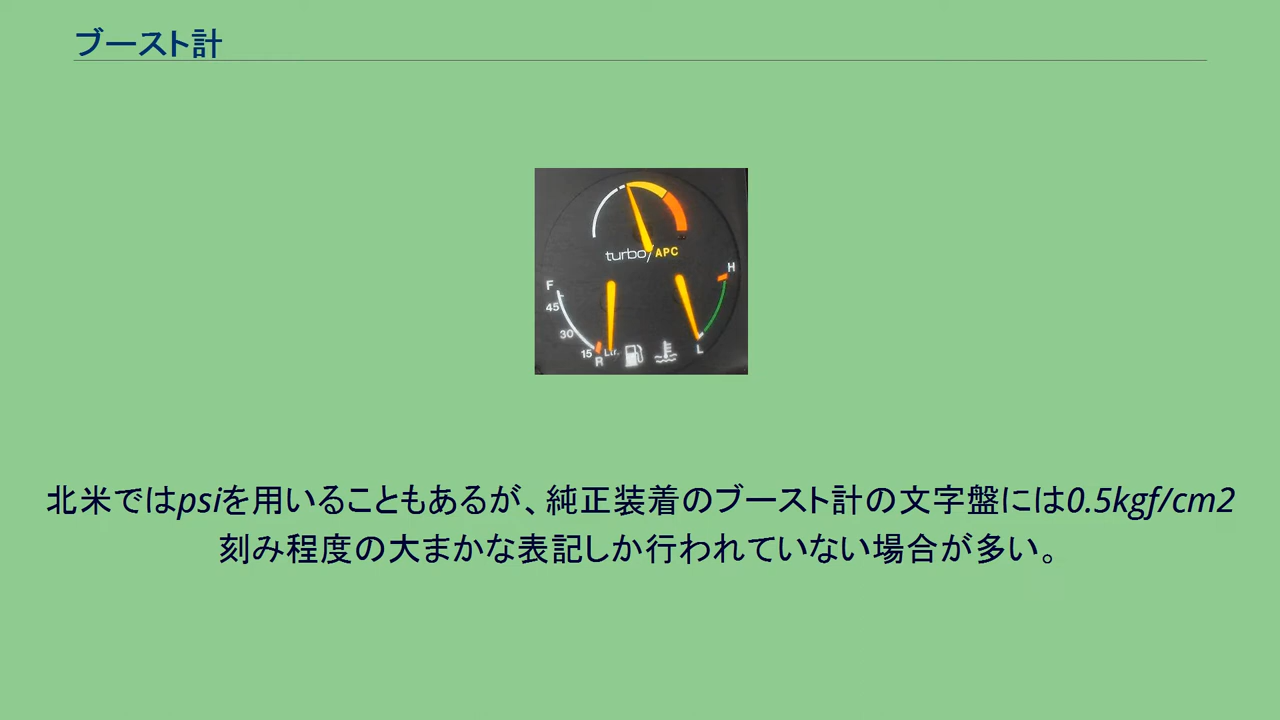 ブースト計
turbo/APC
H
F
45
30
15
Ltr.
R
L
北米ではpsiを用いることもあるが、純正装着のブースト計の文字盤には0.5kgf/cm2
刻み程度の大まかな表記しか行われていない場合が多い。